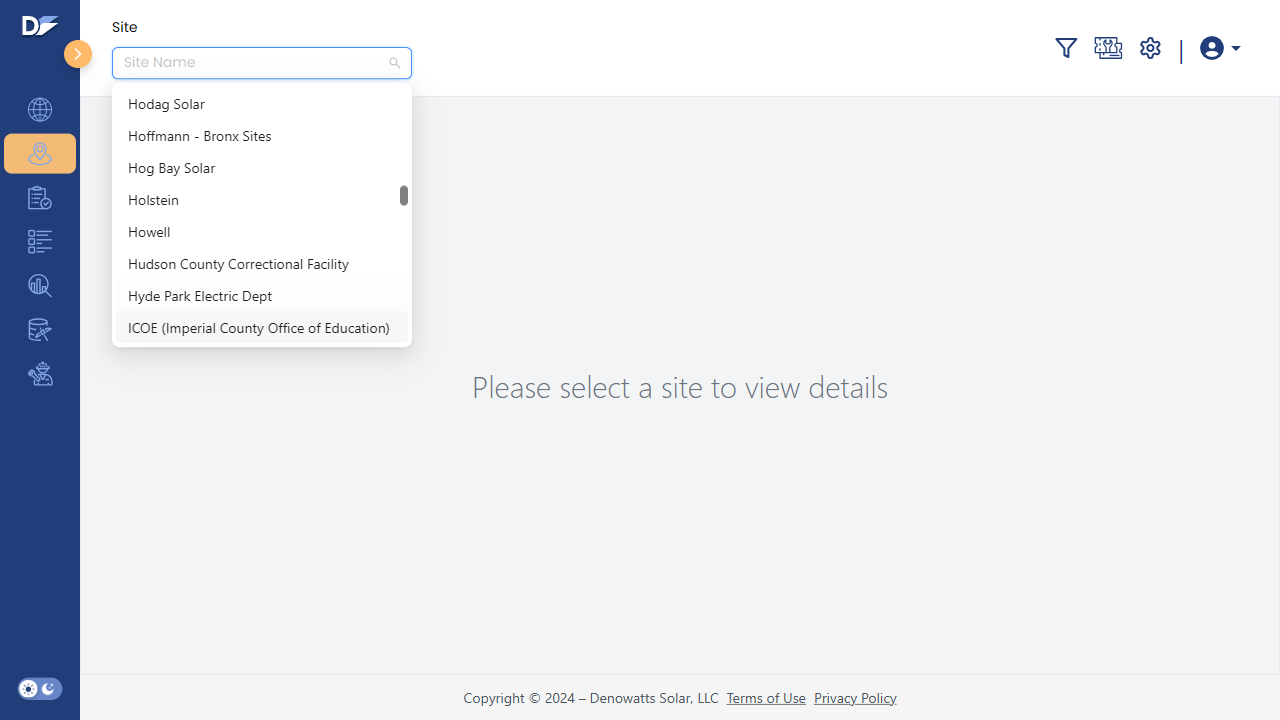 Site
Site Name
Hodag Solar
Hoffmann - Bronx Sites
Hog Bay Solar
Holstein
Howell
Hudson County Correctional Facility
Hyde Park Electric Dept
ICOE (Imperial County Office of Education)
Please select a site to view details
Copyright © 2024 – Denowatts Solar, LLC Terms of Use Privacy Policy